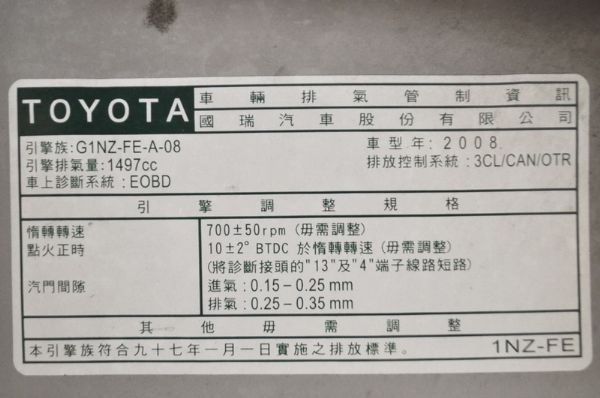 TOYOTA 車輛排氣管制資訊
國瑞汽車股份有限公司
引擎族: G1NZ-FE-A-08 車型年: 2008.
引擎排氣量: 1497cc 排放控制系統: 3CL/CAN/OTR
車上診斷系統: EOBD
引擎調整規格
惰轉轉速 700±50rpm (毋需調整)
點火正時 10±2° BTDC 於惰轉轉速 (毋需調整)
(將診斷接頭的"13"及"4"端子線路短路)
汽門間隙 進氣: 0.15-0.25 mm
排氣: 0.25-0.35 mm
其他毋需調整
本引擎族符合九十七年一月一日實施之排放標準。 1NZ-FE